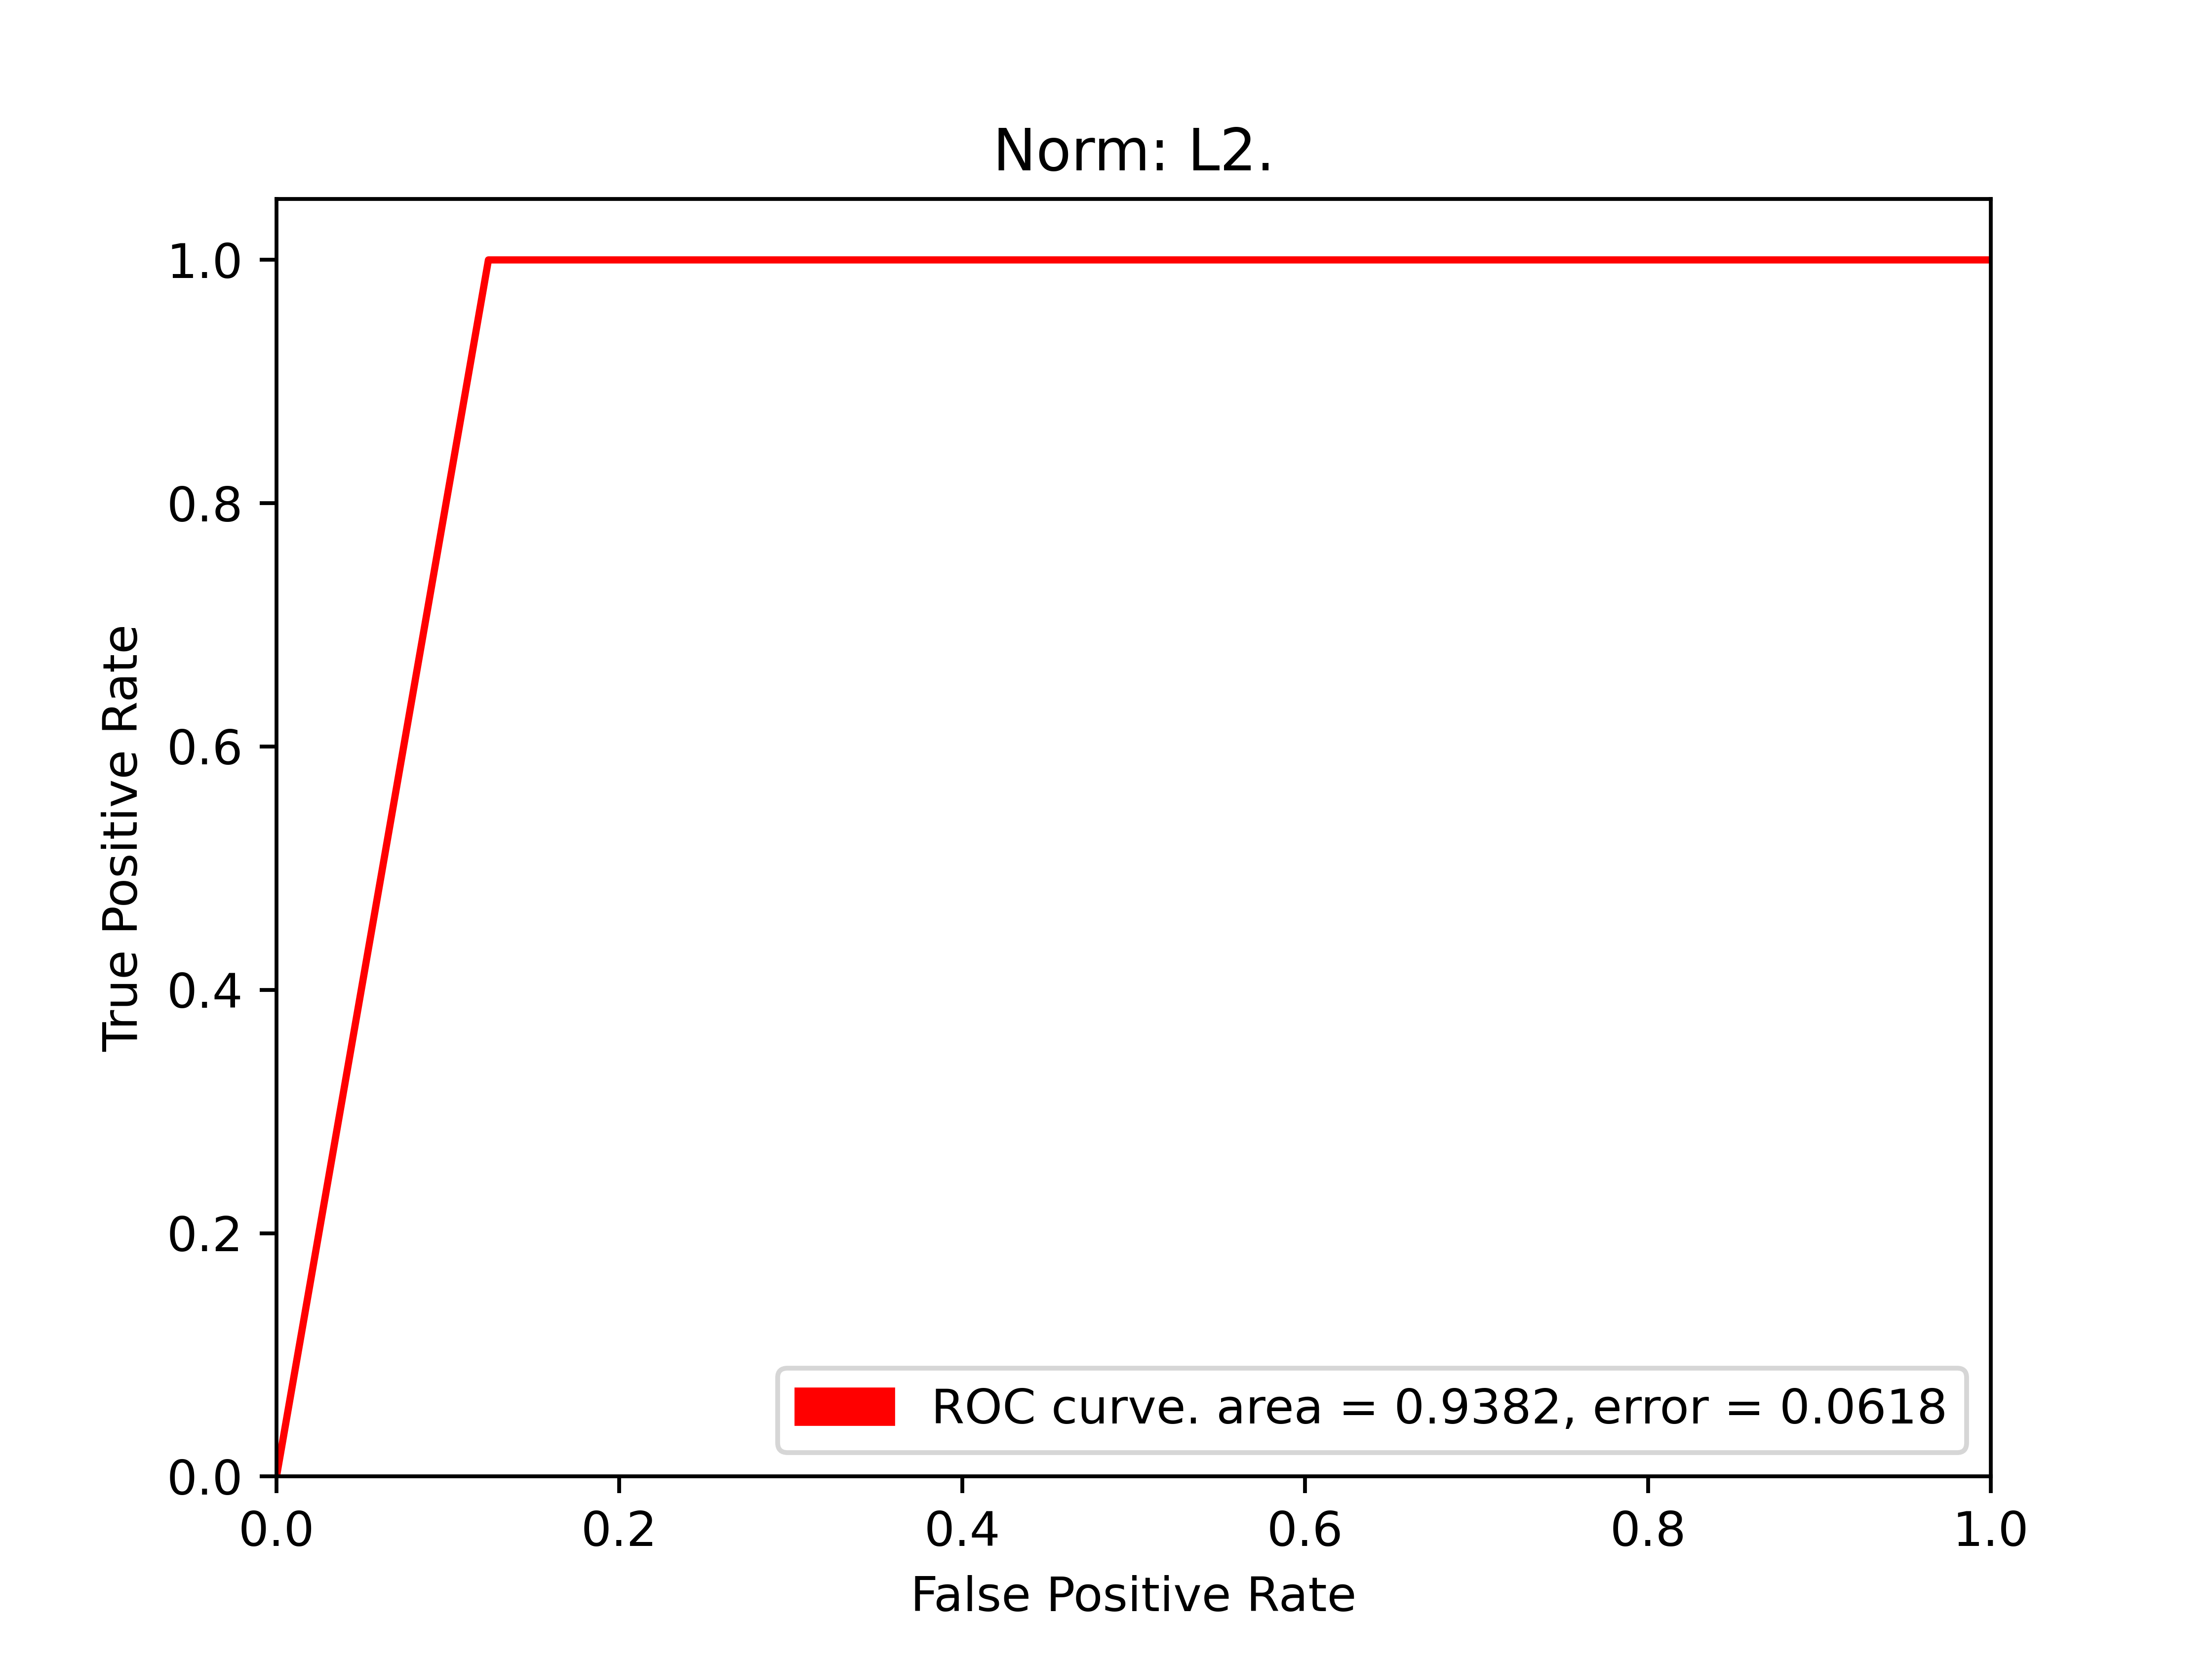 Norm: L2.
1.0
0.8
0.6
0.4
0.2
0.0
True Positive Rate
ROC curve. area = 0.9382, error = 0.0618
0.0 0.2 0.4 0.6 0.8 1.0
False Positive Rate